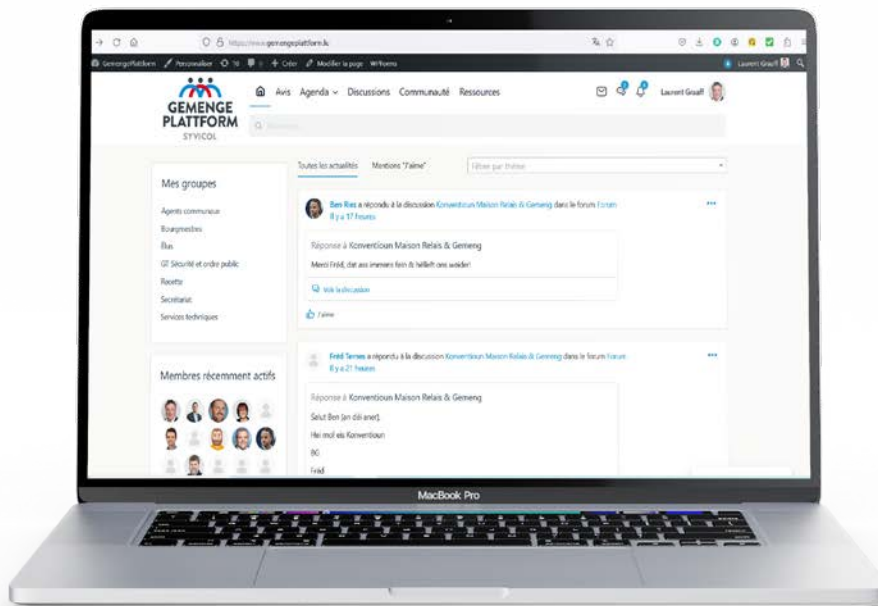 https://www.gemengeplattform.lu
GemengePlattform Personnaliser 10 0 Créer Modifier la page WPForms Laurent Graaff
GEMENGE
PLATTFORM
SYVICOL
Avis Agenda Discussions Communauté Ressources
Laurent Graaff
Mes groupes
Agents communaux
Bourgmestres
Élus
GT Sécurité et ordre public
Recette
Secrétariat
Services techniques
Membres récemment actifs
Toutes les actualités Mentions "J'aime" Filtrer par thème
Ben Ries a répondu à la discussion Konventioun Maison Relais & Gemeng dans le forum Forum
Il y a 17 heures
Réponse à Konventioun Maison Relais & Gemeng
Merci Fréd, dat ass immens fein & hëlleft ons weider!
Voir la discussion
J'aime
Fréd Ternes a répondu à la discussion Konventioun Maison Relais & Gemeng dans le forum Forum
Il y a 21 heures
Réponse à Konventioun Maison Relais & Gemeng
Salut Ben (an déi aner),
Hei mol eis Konventioun
BG
Fréd
MacBook Pro